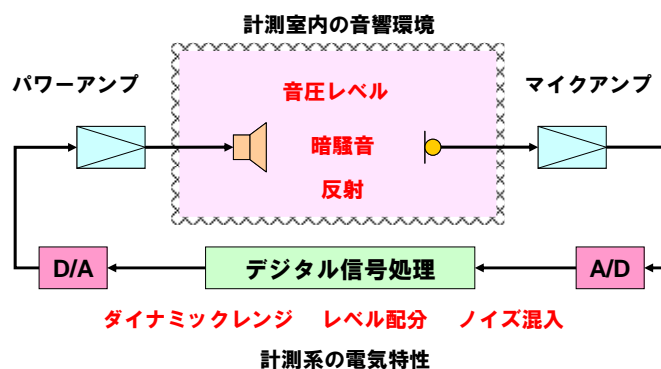 計測室内の音響環境
パワーアンプ
マイクアンプ
音圧レベル
暗騒音
反射
D/A
デジタル信号処理
A/D
ダイナミックレンジ レベル配分 ノイズ混入
計測系の電気特性